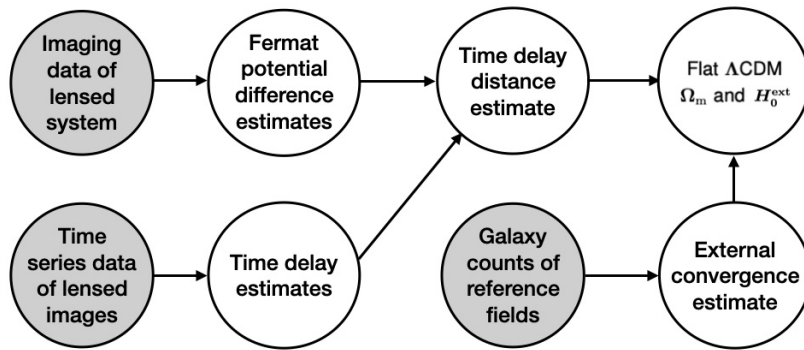 Imaging
data of
lensed
system
Fermat
potential
difference
estimates
Time delay
distance
estimate
Flat ΛCDM
Ωₘ and H₀ᵉˣᵗ
Time
series data
of lensed
images
Time delay
estimates
Galaxy
counts of
reference
fields
External
convergence
estimate